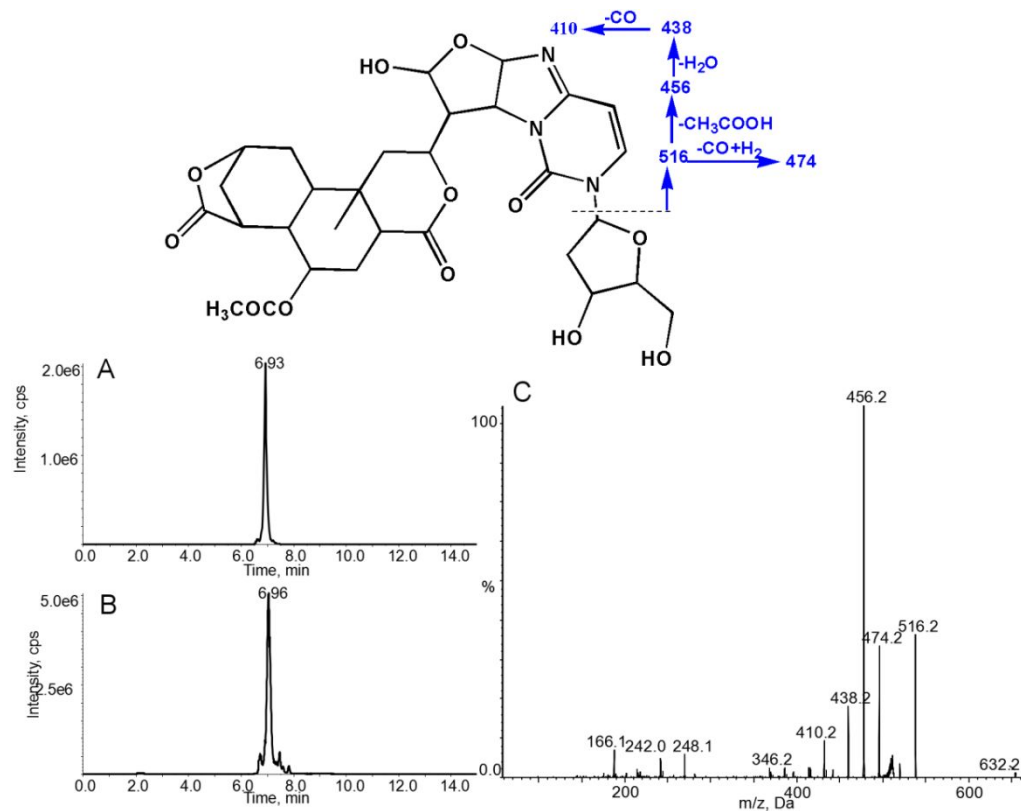 410
-CO
438
-H₂O
456
-CH₃COOH
516
-CO+H₂
474
O
N
HO
N
O
N
O
O
O
O
O
H₃COCO
HO
HO
A
6.93
2.0e6
1.0e6
Intensity, cps
0.0 2.0 4.0 6.0 8.0 10.0 12.0 14.0
Time, min
B
6.96
5.0e6
2.5e6
Intensity, cps
0.0 2.0 4.0 6.0 8.0 10.0 12.0 14.0
Time, min
C
456.2
100
%
516.2
474.2
438.2
410.2
166.1
242.0
248.1
346.2
632.2
0.0
200 400 600
m/z, Da